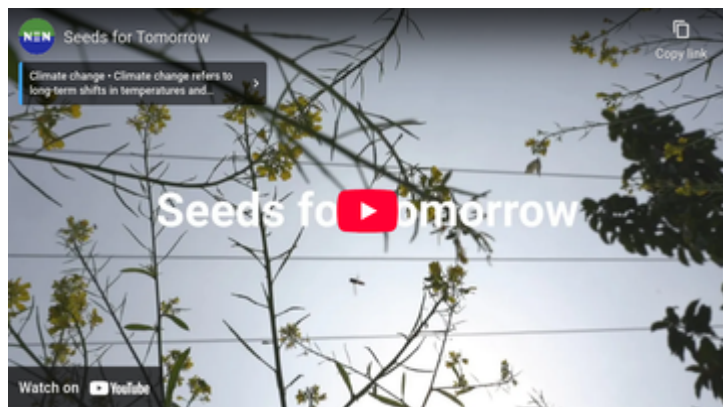 NEN Seeds for Tomorrow
Copy link
Climate change • Climate change refers to
long-term shifts in temperatures and...
Seeds fo omorrow
Watch on YouTube